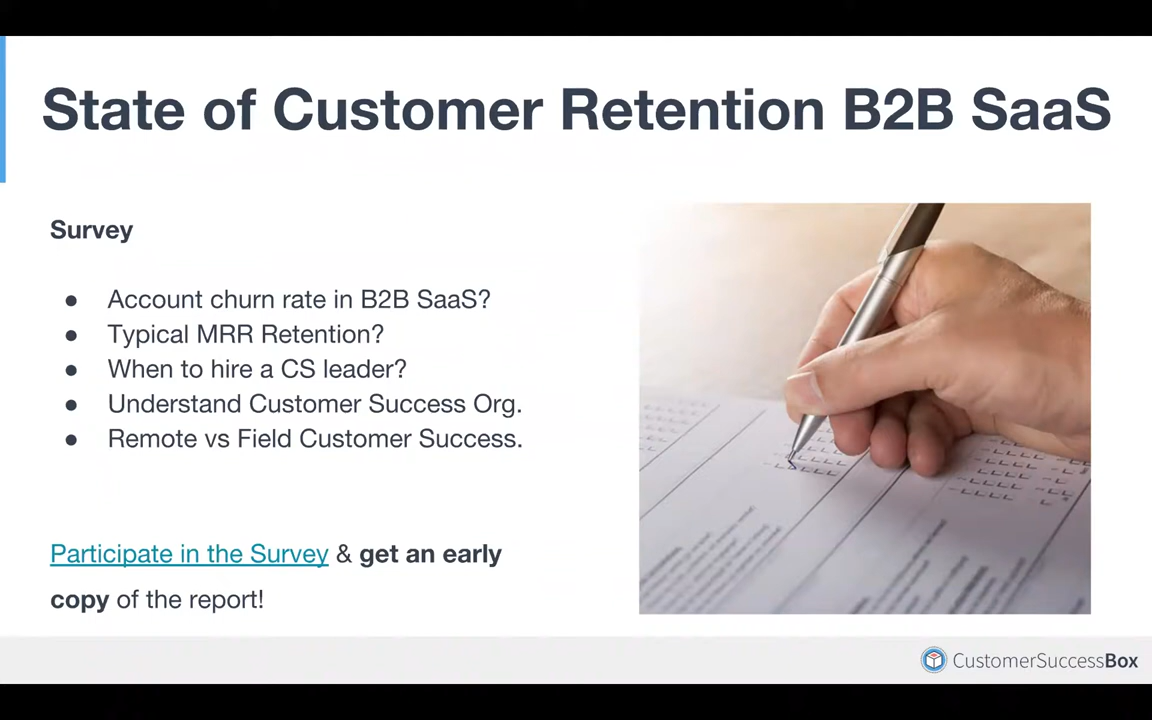 State of Customer Retention B2B SaaS
Survey
● Account churn rate in B2B SaaS?
● Typical MRR Retention?
● When to hire a CS leader?
● Understand Customer Success Org.
● Remote vs Field Customer Success.
Participate in the Survey & get an early
copy of the report!
CustomerSuccessBox